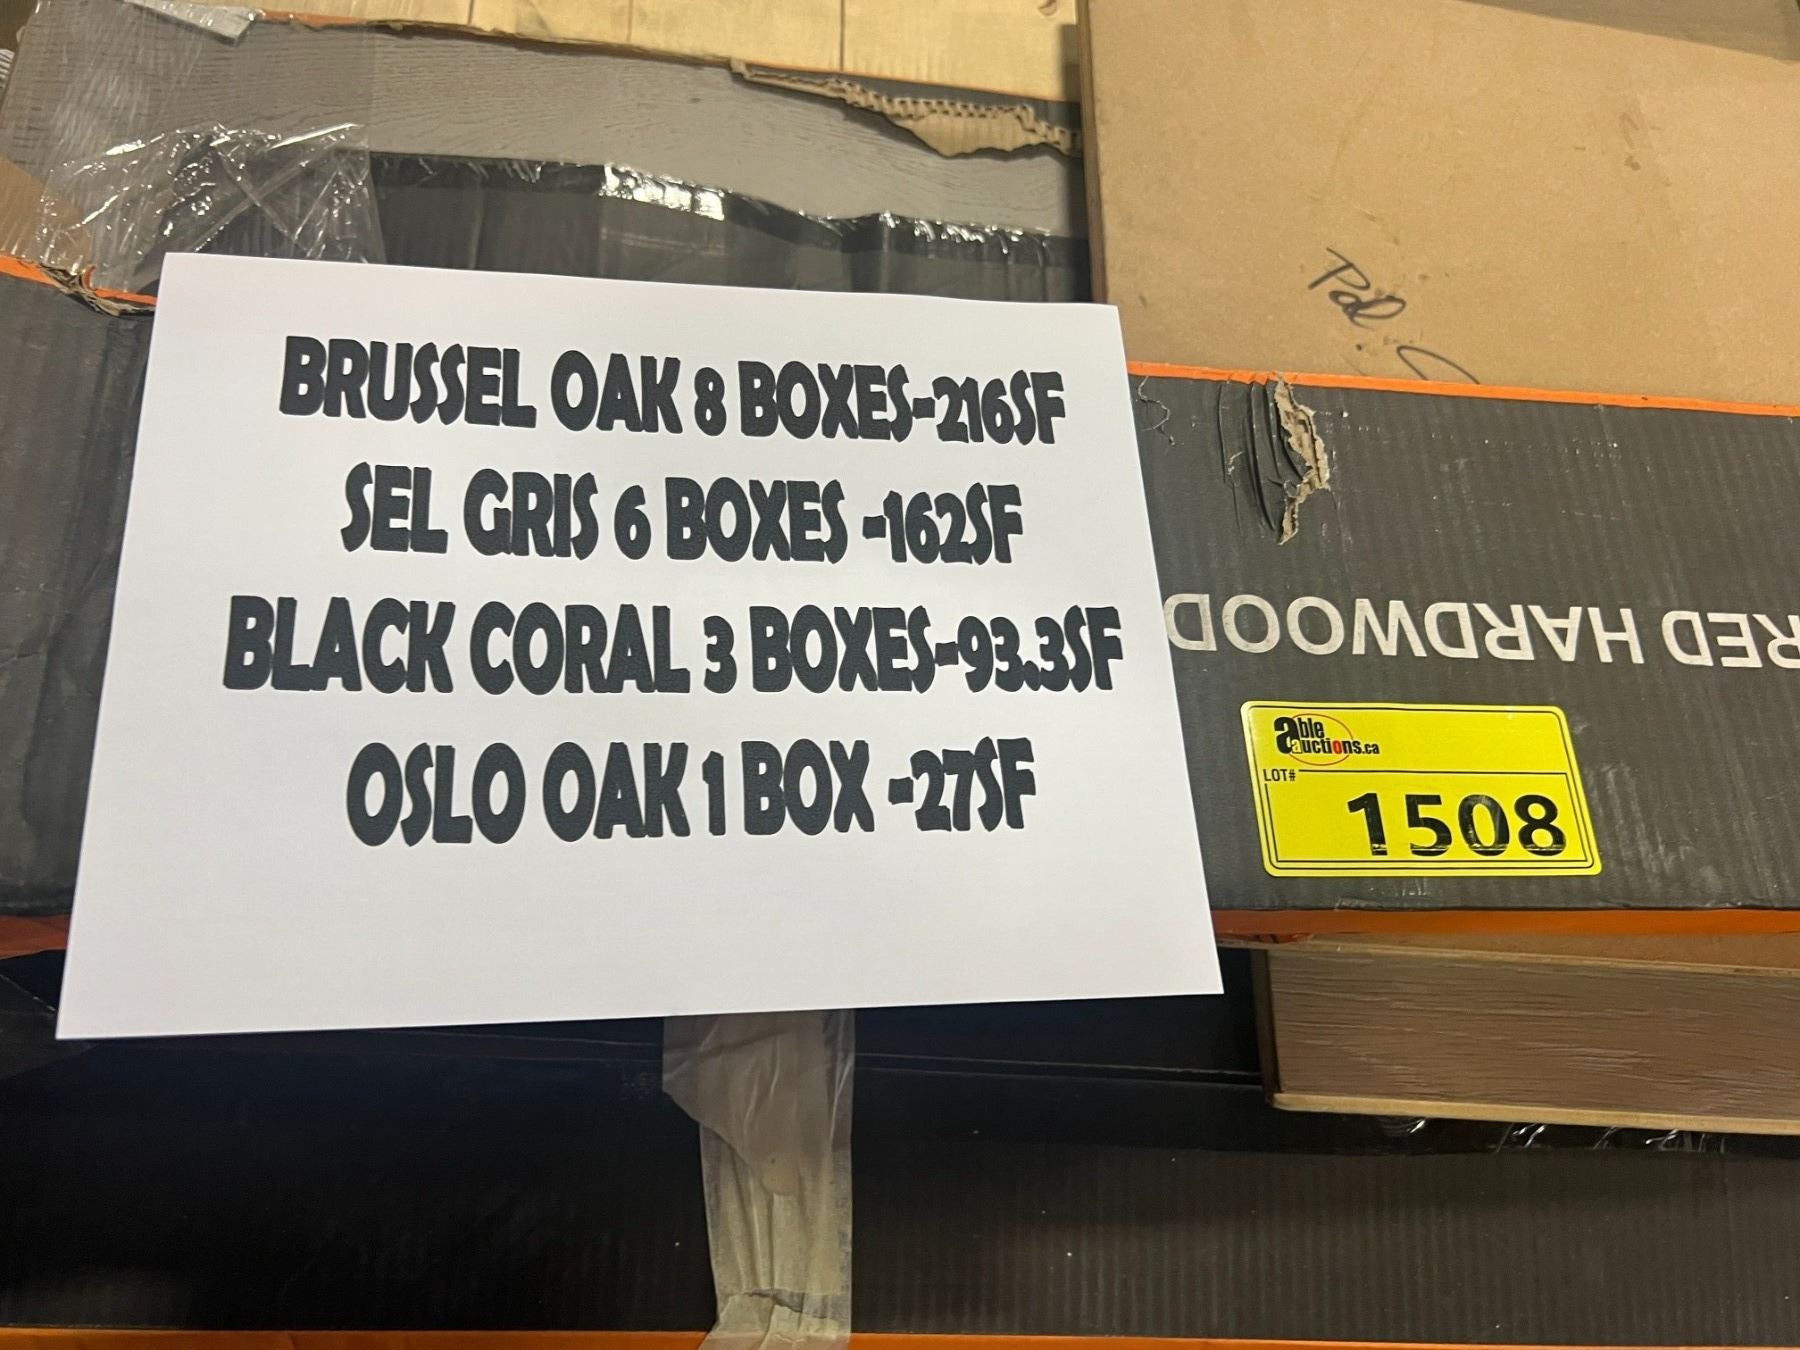 BRUSSEL OAK 8 BOXES-216SF
SEL GRIS 6 BOXES -162SF
BLACK CORAL 3 BOXES-93.3SF
OSLO OAK 1 BOX -27SF
RED HARDWOOD
able auctions.ca
LOT#
1508